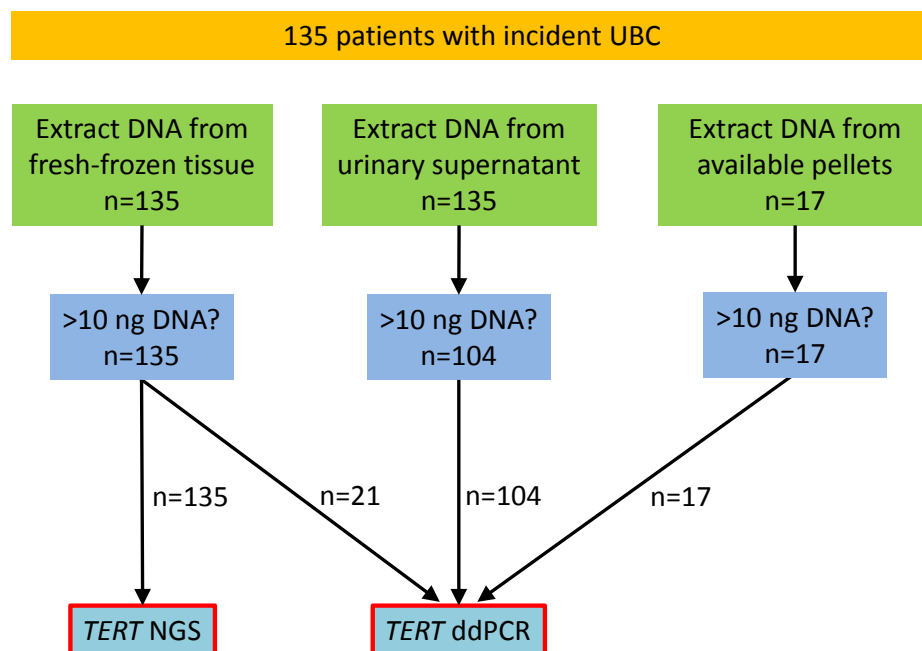 135 patients with incident UBC
Extract DNA from
fresh-frozen tissue
n=135
Extract DNA from
urinary supernatant
n=135
Extract DNA from
available pellets
n=17
>10 ng DNA?
n=135
>10 ng DNA?
n=104
>10 ng DNA?
n=17
n=135
n=21
n=104
n=17
TERT NGS
TERT ddPCR